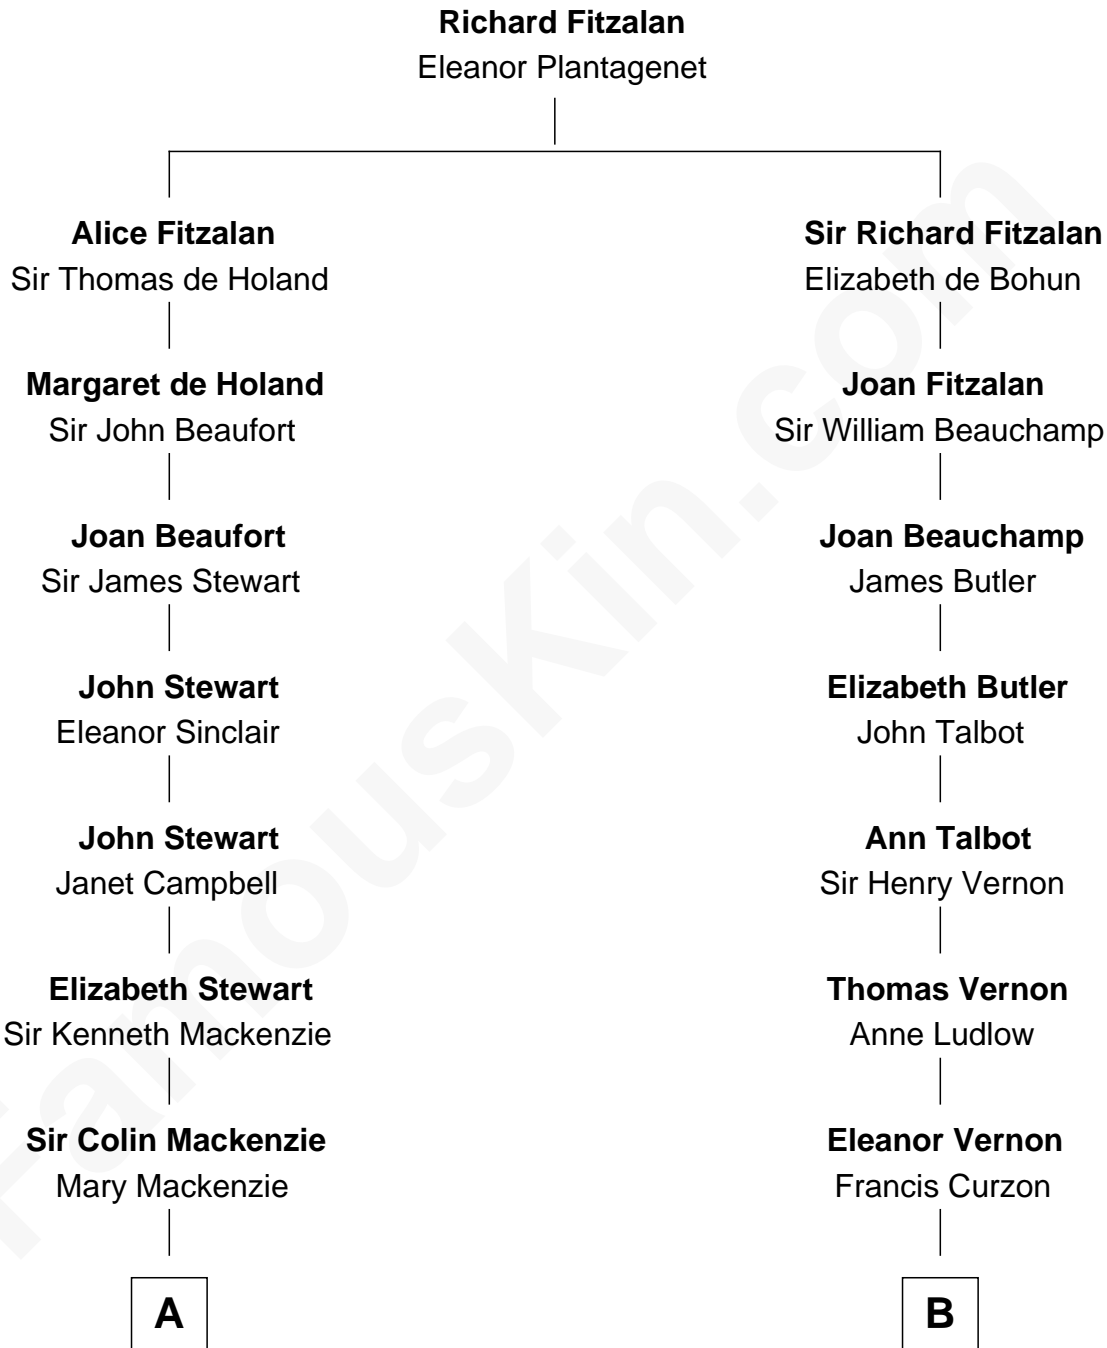 Richard Fitzalan
Eleanor Plantagenet
Alice Fitzalan
Sir Thomas de Holand
Margaret de Holand
Sir John Beaufort
Joan Beaufort
Sir James Stewart
John Stewart
Eleanor Sinclair
John Stewart
Janet Campbell
Elizabeth Stewart
Sir Kenneth Mackenzie
Sir Colin Mackenzie
Mary Mackenzie
A
Sir Richard Fitzalan
Elizabeth de Bohun
Joan Fitzalan
Sir William Beauchamp
Joan Beauchamp
James Butler
Elizabeth Butler
John Talbot
Ann Talbot
Sir Henry Vernon
Thomas Vernon
Anne Ludlow
Eleanor Vernon
Francis Curzon
B
FamousKin.com